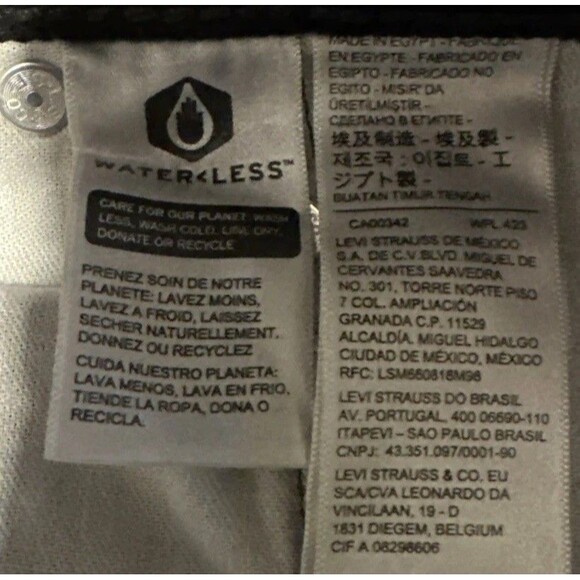 WATER<LESS™
CARE FOR OUR PLANET: WASH
LESS, WASH COLD, LINE DRY,
DONATE OR RECYCLE
PRENEZ SOIN DE NOTRE
PLANETE: LAVEZ MOINS,
LAVEZ A FROID, LAISSEZ
SECHER NATURELLEMENT.
DONNEZ OU RECYCLEZ
CUIDA NUESTRO PLANETA:
LAVA MENOS, LAVA EN FRIO,
TIENDE LA ROPA, DONA O
RECICLA.
MADE IN EGYPT - FABRIQUE
EN EGYPTE - FABRICADO EN
EGIPTO - FABRICADO NO
EGITO - MISIR'DA
ÜRETİLMİŞTİR -
СДЕЛАНО В ЕГИПТЕ -
埃及制造 - 埃及製 -
제조국 : 이집트 - エ
ジプト製 -
BUATAN TIMUR TENGAH
CA00342 WPL 423
LEVI STRAUSS DE MÉXICO
S.A. DE C.V. BLVD. MIGUEL DE
CERVANTES SAAVEDRA
NO. 301, TORRE NORTE PISO
7 COL. AMPLIACIÓN
GRANADA C.P. 11529
ALCALDÍA. MIGUEL HIDALGO
CIUDAD DE MÉXICO, MÉXICO
RFC: LSM660818M98
LEVI STRAUSS DO BRASIL
AV. PORTUGAL, 400 06690-110
ITAPEVI – SAO PAULO BRASIL
CNPJ: 43.351.097/0001-90
LEVI STRAUSS & CO. EU
SCA/CVA LEONARDO DA
VINCILAAN, 19 - D
1831 DIEGEM, BELGIUM
CIF A 08298606